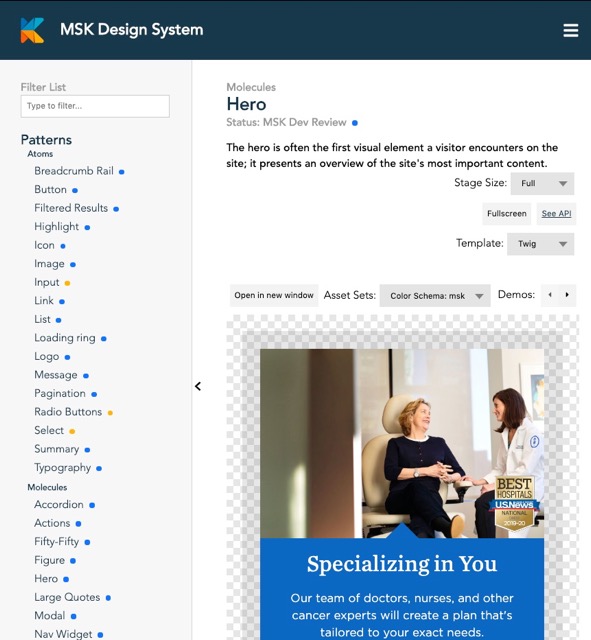 MSK Design System
Filter List
Type to filter...
Patterns
Atoms
Breadcrumb Rail
Button
Filtered Results
Highlight
Icon
Image
Input
Link
List
Loading ring
Logo
Message
Pagination
Radio Buttons
Select
Summary
Typography
Molecules
Accordion
Actions
Fifty-Fifty
Figure
Hero
Large Quotes
Modal
Nav Widget
Molecules
Hero
Status: MSK Dev Review
The hero is often the first visual element a visitor encounters on the
site; it presents an overview of the site's most important content.
Stage Size: Full
Fullscreen See API
Template: Twig
Open in new window Asset Sets: Color Schema: msk Demos:
BEST
HOSPITALS
U.S.News
NATIONAL
2019-20
Specializing in You
Our team of doctors, nurses, and other
cancer experts will create a plan that's
tailored to your exact needs.